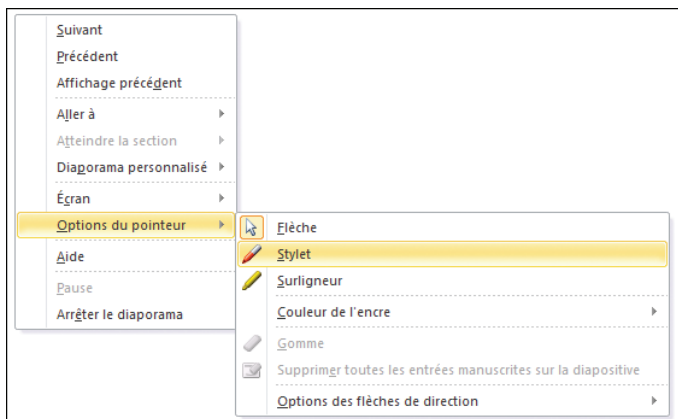 Suivant
Précédent
Affichage précédent
Aller à
Atteindre la section
Diaporama personnalisé
Écran
Options du pointeur
Aide
Pause
Arrêter le diaporama
Flèche
Stylet
Surligneur
Couleur de l'encre
Gomme
Supprimer toutes les entrées manuscrites sur la diapositive
Options des flèches de direction